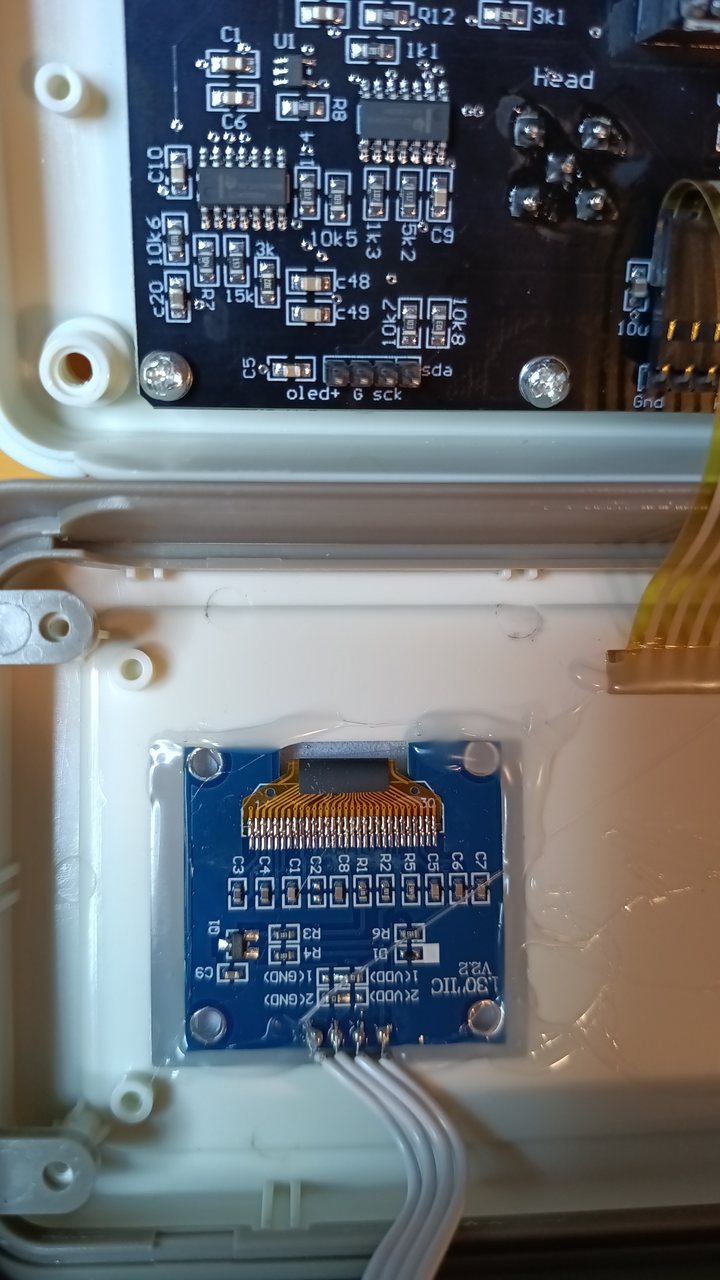 R12
3k1
C1
U1
1k1
Head
R8
C6
C10
10k5
1k3
5k2
C9
10k6
3k
R7
15k
c48
c20
c49
10k7
10k8
10u
C5
sda
oled+ G sck
Gnd
1
30
C3
C4
C1
C2
C8
R1
R2
R5
C5
C6
C7
Q1
R3
R6
R4
D1
C9
1(GND)
1(VDD)
2(GND)
2(VDD)
1.30"IIC
V2.2